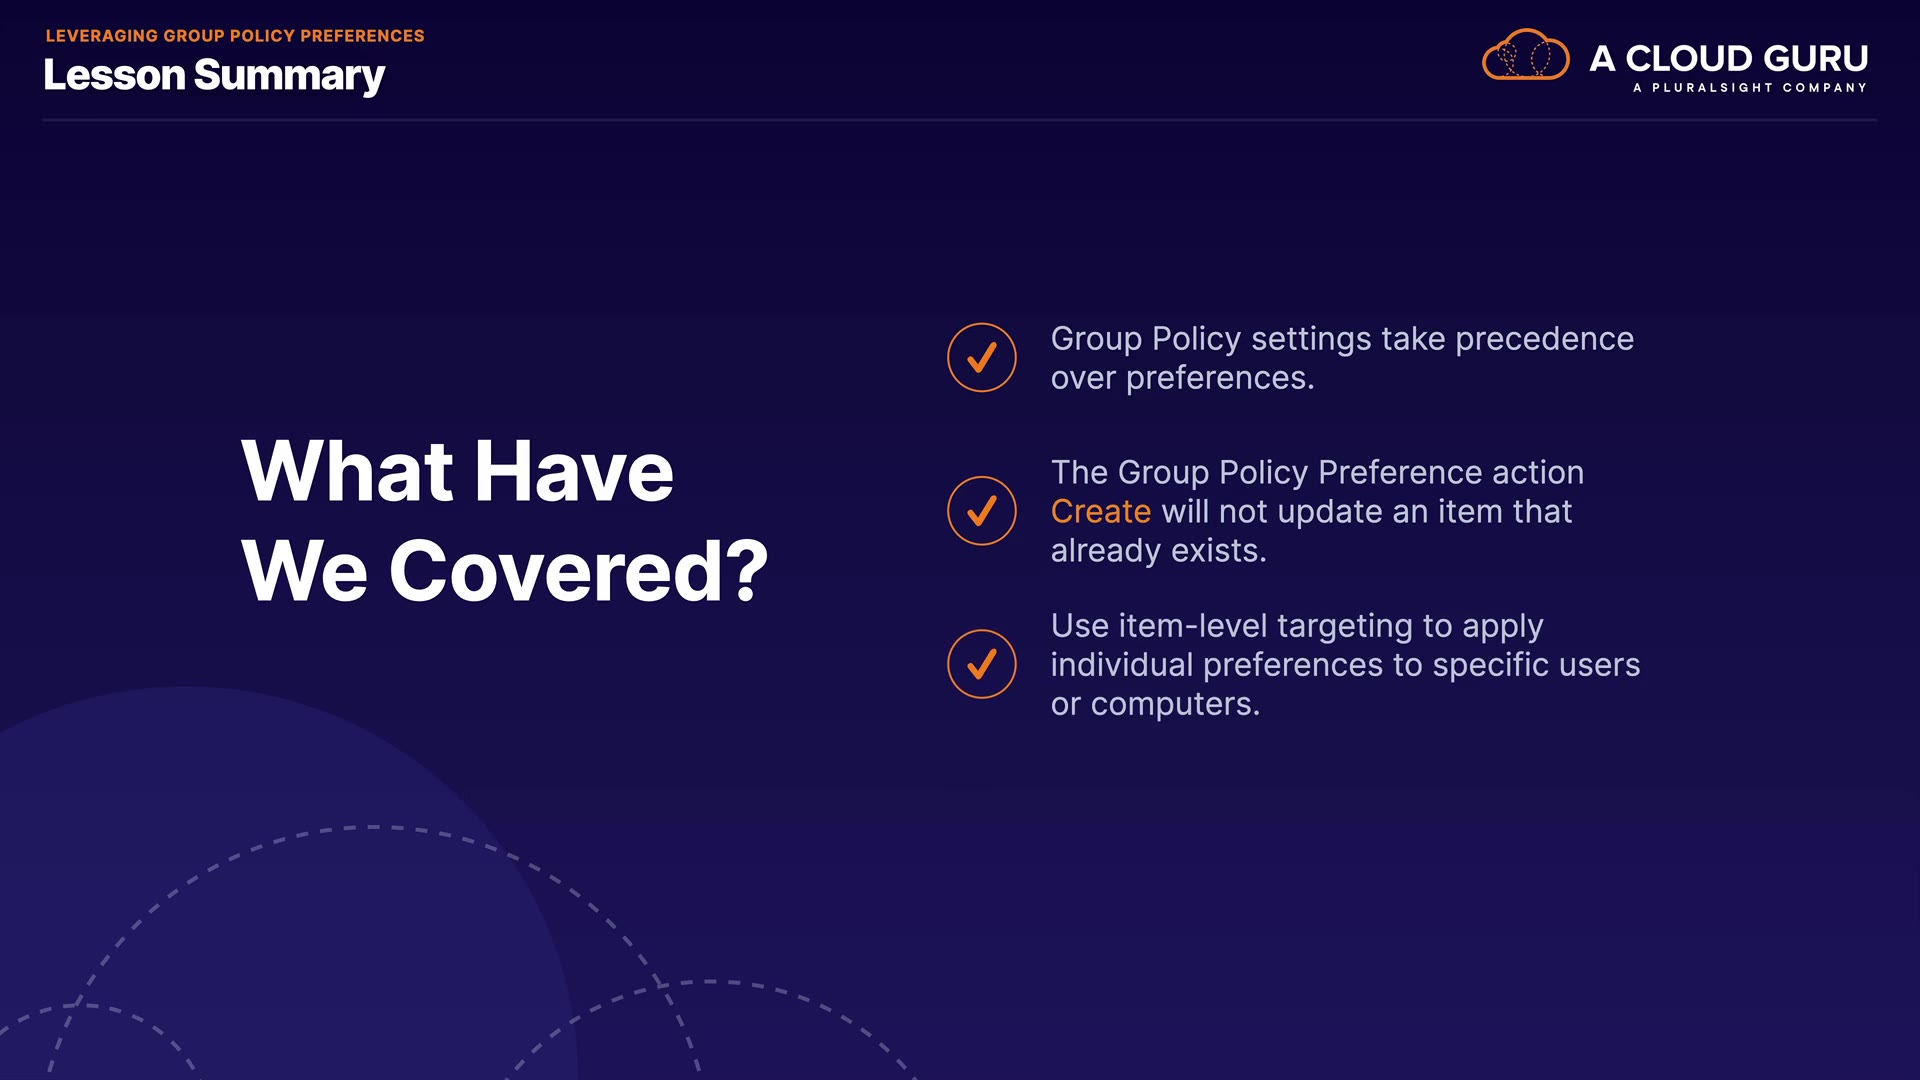 LEVERAGING GROUP POLICY PREFERENCES
Lesson Summary
A CLOUD GURU
A PLURALSIGHT COMPANY
What Have
We Covered?
Group Policy settings take precedence
over preferences.
The Group Policy Preference action
Create will not update an item that
already exists.
Use item-level targeting to apply
individual preferences to specific users
or computers.